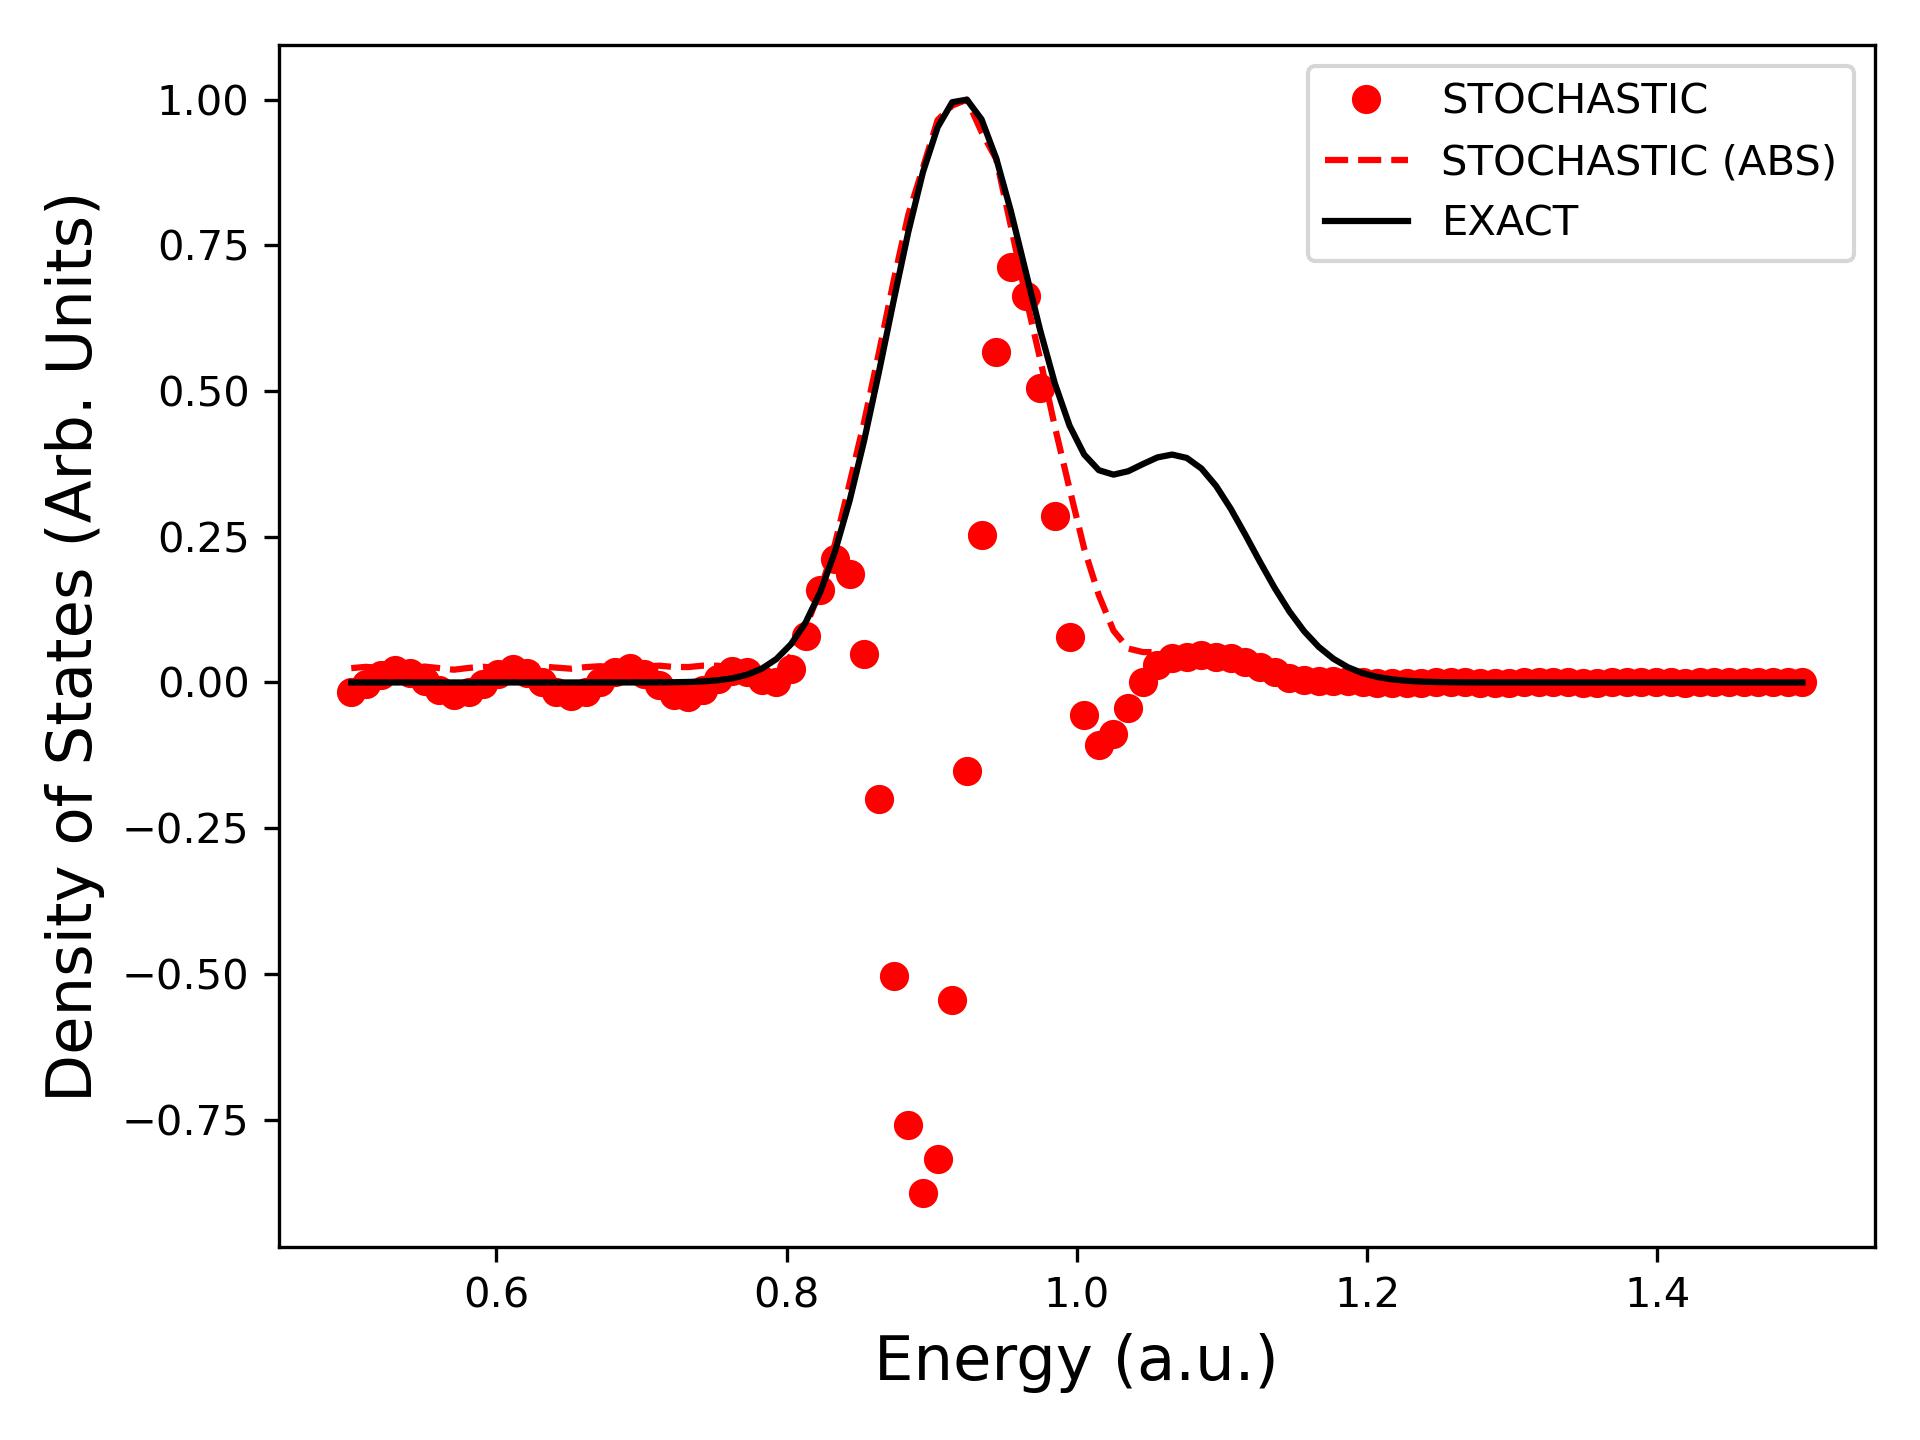 STOCHASTIC
STOCHASTIC (ABS)
EXACT
Density of States (Arb. Units)
1.00
0.75
0.50
0.25
0.00
−0.25
−0.50
−0.75
0.6 0.8 1.0 1.2 1.4
Energy (a.u.)